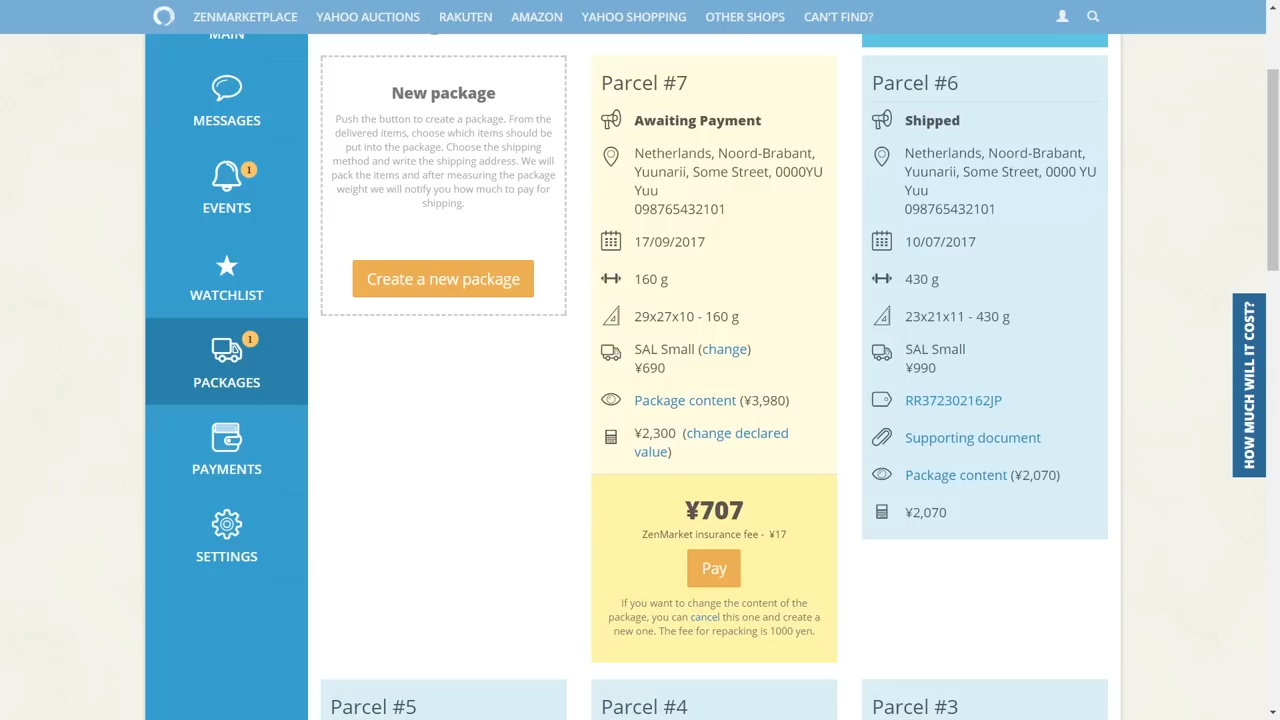 ZENMARKETPLACE YAHOO AUCTIONS RAKUTEN AMAZON YAHOO SHOPPING OTHER SHOPS CAN'T FIND?
MAIN
MESSAGES
1
EVENTS
WATCHLIST
1
PACKAGES
PAYMENTS
SETTINGS
New package
Push the button to create a package. From the
delivered items, choose which items should be
put into the package. Choose the shipping
method and write the shipping address. We will
pack the items and after measuring the package
weight we will notify you how much to pay for
shipping.
Create a new package
Parcel #7
Awaiting Payment
Netherlands, Noord-Brabant,
Yuunarii, Some Street, 0000YU
Yuu
098765432101
17/09/2017
160 g
29x27x10 - 160 g
SAL Small (change)
¥690
Package content (¥3,980)
¥2,300 (change declared
value)
¥707
ZenMarket insurance fee - ¥17
Pay
If you want to change the content of the
package, you can cancel this one and create a
new one. The fee for repacking is 1000 yen.
Parcel #6
Shipped
Netherlands, Noord-Brabant,
Yuunarii, Some Street, 0000 YU
Yuu
098765432101
10/07/2017
430 g
23x21x11 - 430 g
SAL Small
¥990
RR372302162JP
Supporting document
Package content (¥2,070)
¥2,070
HOW MUCH WILL IT COST?
Parcel #5
Parcel #4
Parcel #3